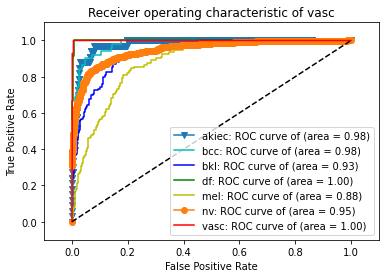 Receiver operating characteristic of vasc
True Positive Rate
1.0
0.8
0.6
0.4
0.2
0.0
akiec: ROC curve of (area = 0.98)
bcc: ROC curve of (area = 0.98)
bkl: ROC curve of (area = 0.93)
df: ROC curve of (area = 1.00)
mel: ROC curve of (area = 0.88)
nv: ROC curve of (area = 0.95)
vasc: ROC curve of (area = 1.00)
0.0 0.2 0.4 0.6 0.8 1.0
False Positive Rate